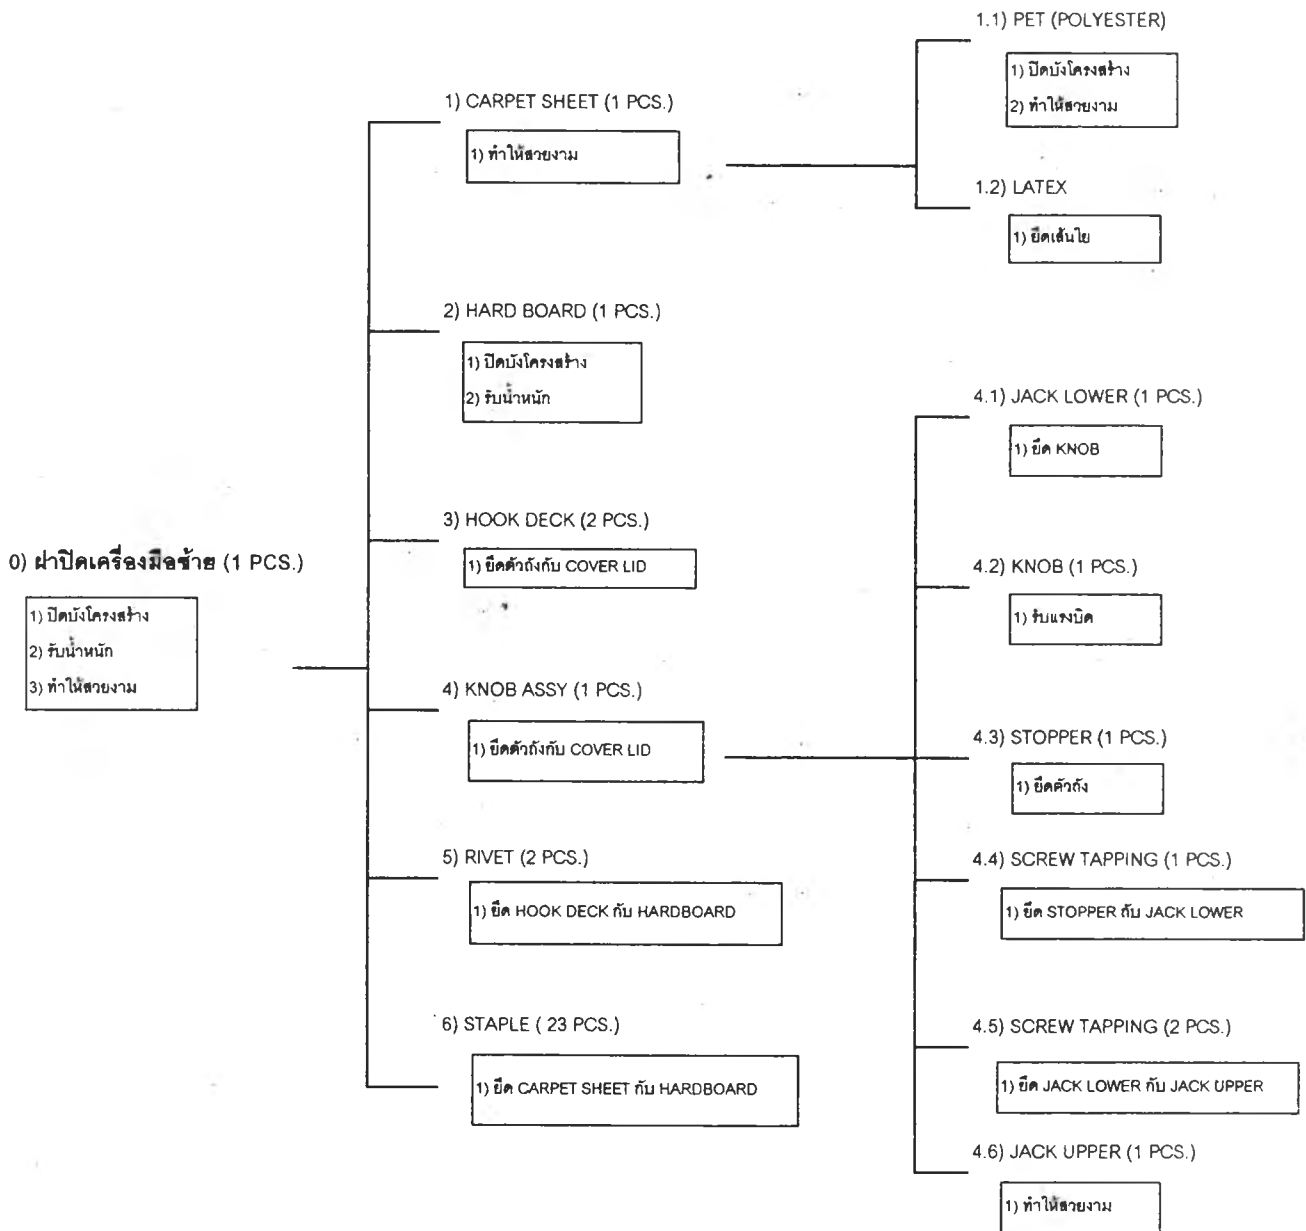 0) ฝาปิดเครื่องมือซ้าย (1 PCS.)
1) ปิดบังโครงสร้าง
2) รับน้ำหนัก
3) ทำให้สวยงาม
1) CARPET SHEET (1 PCS.)
1) ทำให้สวยงาม
2) HARD BOARD (1 PCS.)
1) ปิดบังโครงสร้าง
2) รับน้ำหนัก
3) HOOK DECK (2 PCS.)
1) ยึดตัวถังกับ COVER LID
4) KNOB ASSY (1 PCS.)
1) ยึดตัวถังกับ COVER LID
5) RIVET (2 PCS.)
1) ยึด HOOK DECK กับ HARDBOARD
6) STAPLE ( 23 PCS.)
1) ยึด CARPET SHEET กับ HARDBOARD
1.1) PET (POLYESTER)
1) ปิดบังโครงสร้าง
2) ทำให้สวยงาม
1.2) LATEX
1) ยึดเส้นใย
4.1) JACK LOWER (1 PCS.)
1) ยึด KNOB
4.2) KNOB (1 PCS.)
1) รับแรงบิด
4.3) STOPPER (1 PCS.)
1) ยึดตัวถัง
4.4) SCREW TAPPING (1 PCS.)
1) ยึด STOPPER กับ JACK LOWER
4.5) SCREW TAPPING (2 PCS.)
1) ยึด JACK LOWER กับ JACK UPPER
4.6) JACK UPPER (1 PCS.)
1) ทำให้สวยงาม